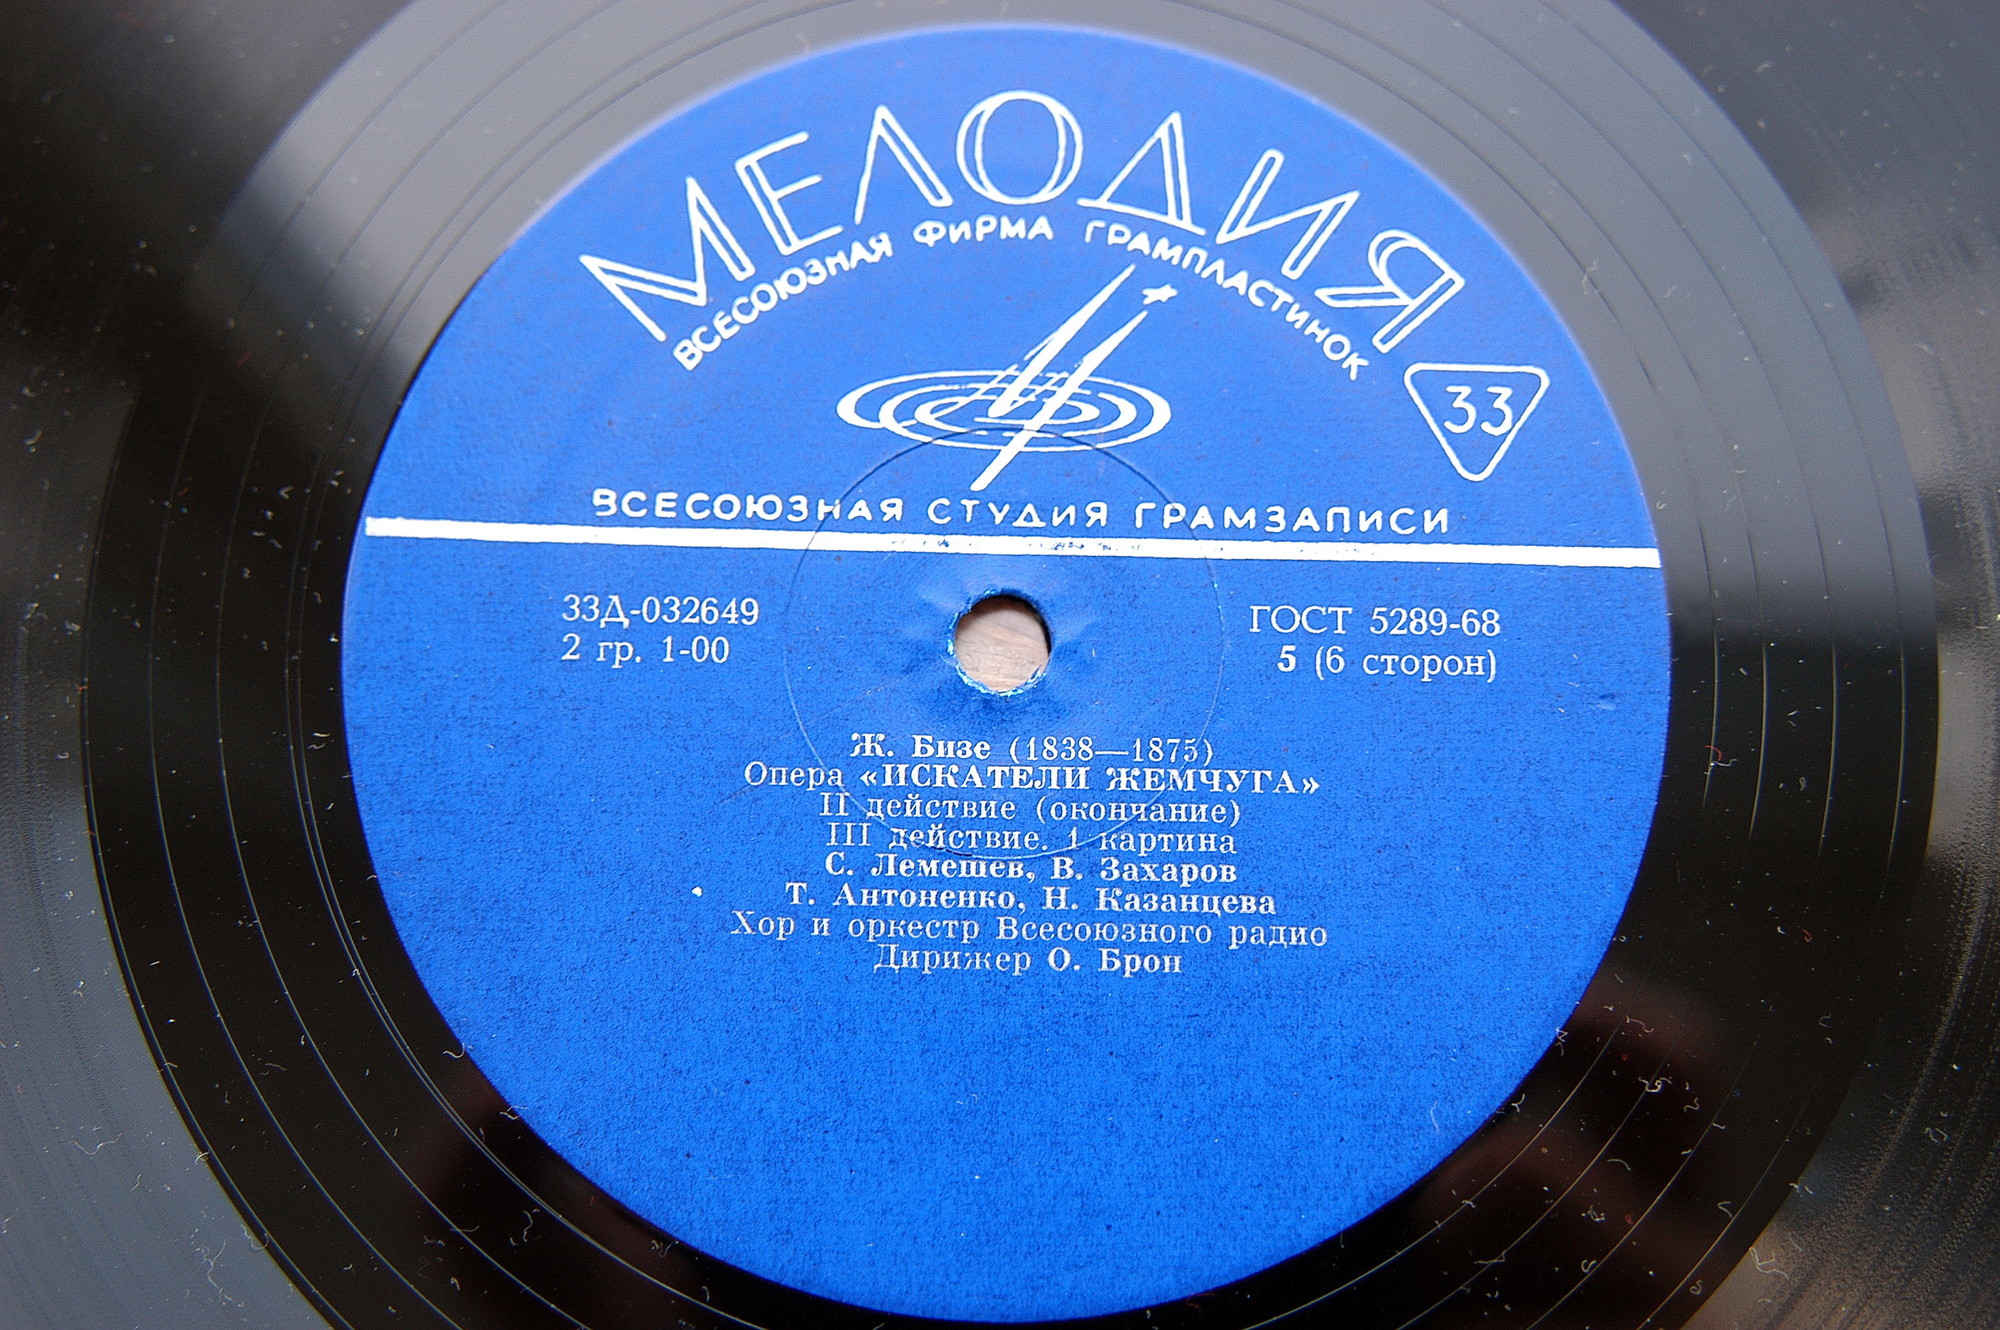 МЕЛОДИЯ
ВСЕСОЮЗНАЯ ФИРМА ГРАМПЛАСТИНОК
33
ВСЕСОЮЗНАЯ СТУДИЯ ГРАМЗАПИСИ
33Д-032649
2 гр. 1-00
ГОСТ 5289-68
5 (6 сторон)
Ж. Бизе (1838—1875)
Опера «ИСКАТЕЛИ ЖЕМЧУГА»
II действие (окончание)
III действие. 1 картина
С. Лемешев, В. Захаров
Т. Антоненко, Н. Казанцева
Хор и оркестр Всесоюзного радио
Дирижер О. Брон